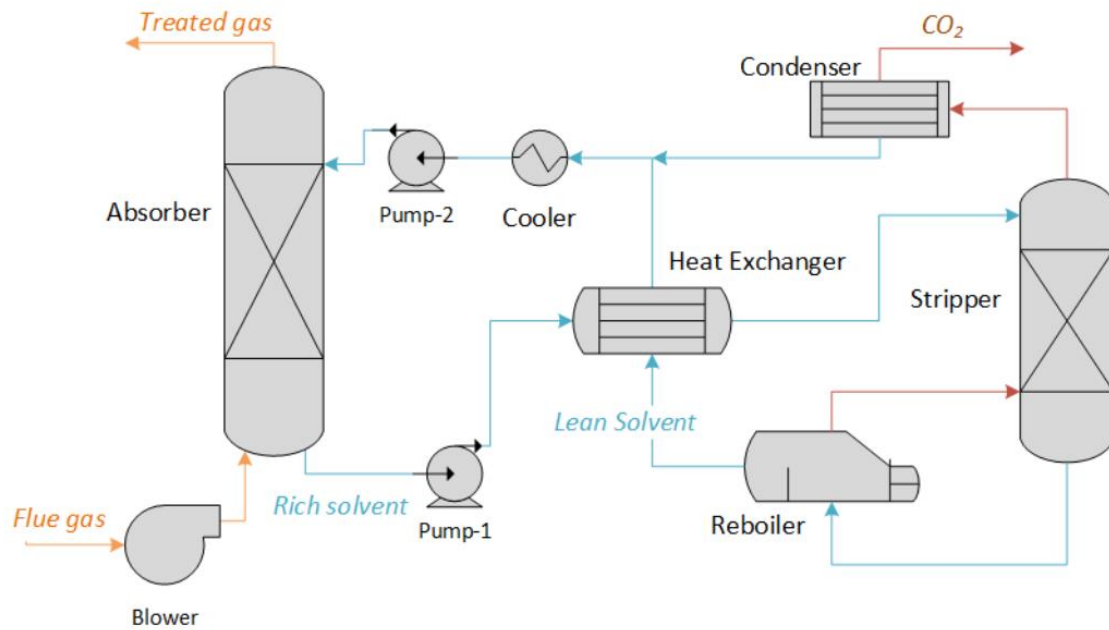 Treated gas
CO₂
Condenser
Absorber
Pump-2
Cooler
Heat Exchanger
Stripper
Lean Solvent
Rich solvent
Pump-1
Reboiler
Flue gas
Blower